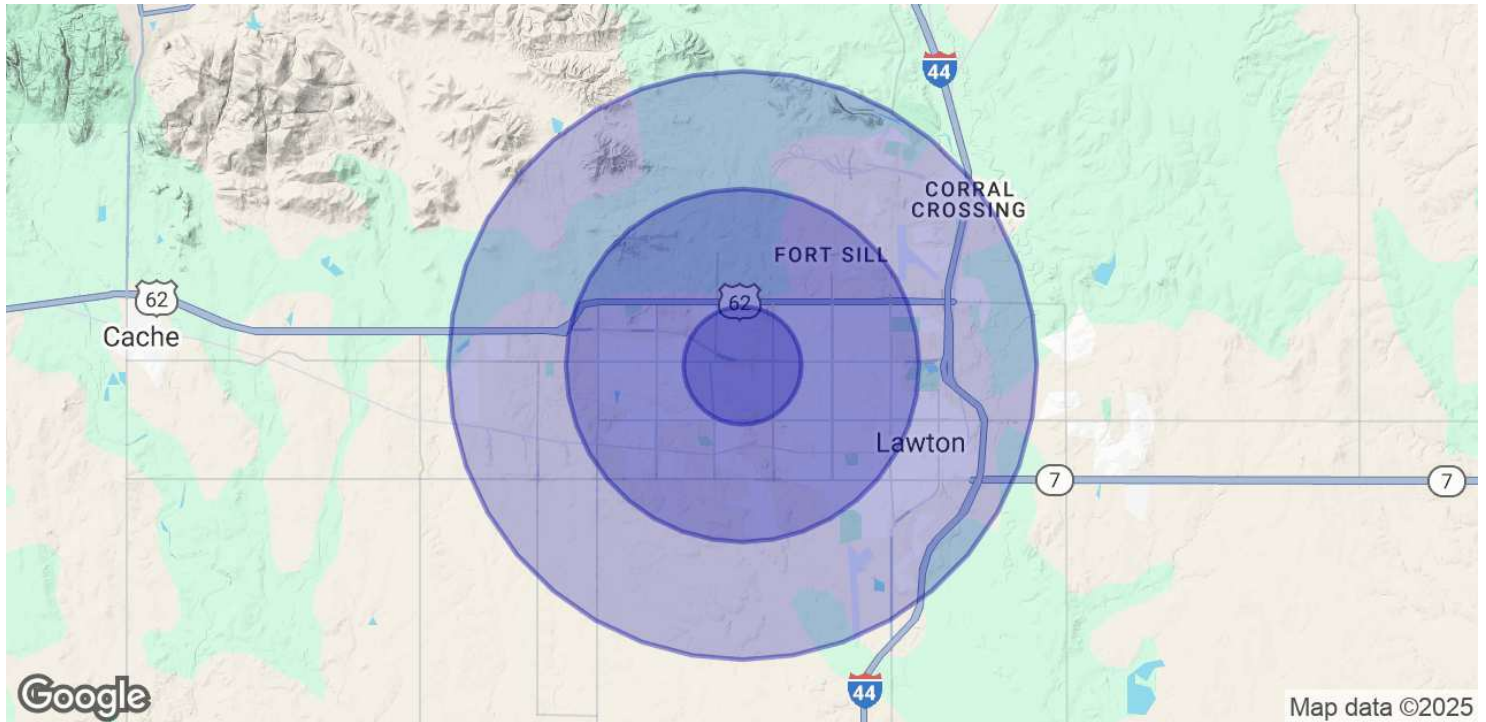 44
CORRAL
CROSSING
FORT SILL
62
62
Cache
Lawton
7
7
44
Google
Map data ©2025